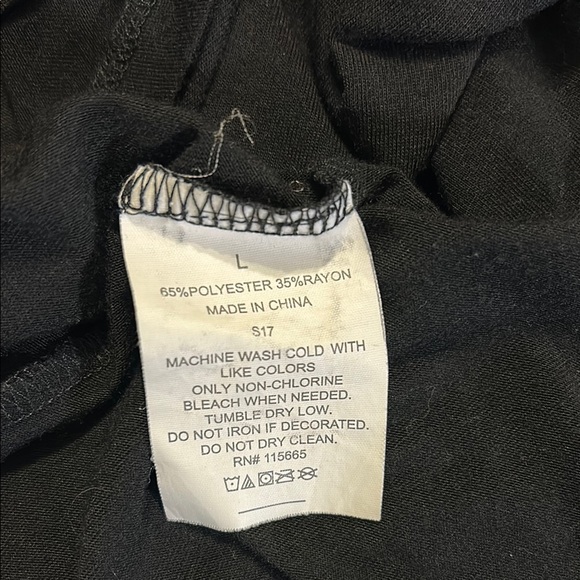 L
65%POLYESTER 35%RAYON
MADE IN CHINA
S17
MACHINE WASH COLD WITH
LIKE COLORS
ONLY NON-CHLORINE
BLEACH WHEN NEEDED.
TUMBLE DRY LOW.
DO NOT IRON IF DECORATED.
DO NOT DRY CLEAN.
RN# 115665